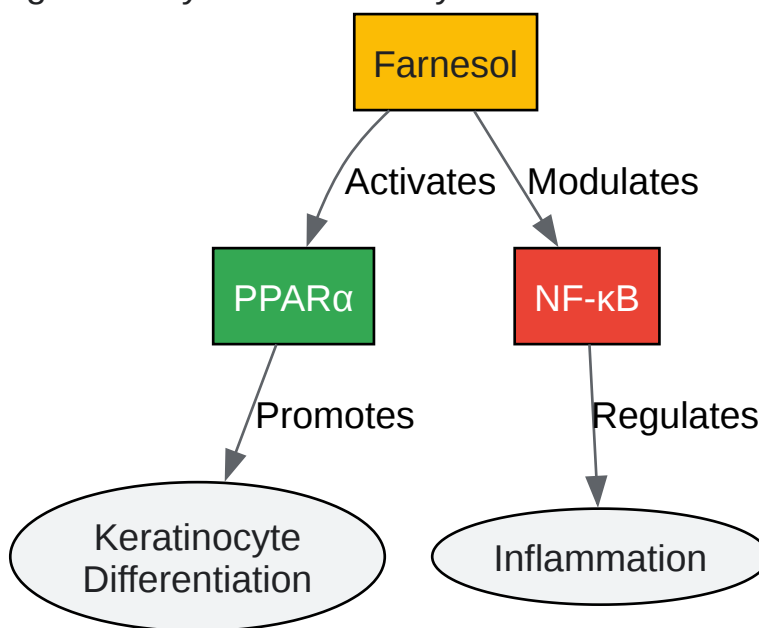 Farnesol
Activates
Modulates
PPARα
NF-κB
Promotes
Regulates
Keratinocyte
Differentiation
Inflammation